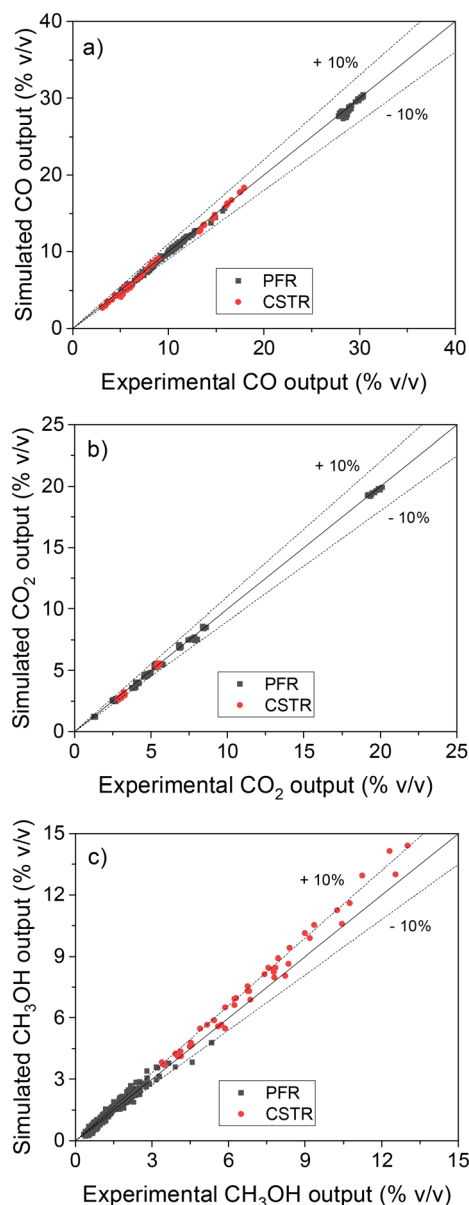 40
a)
+ 10%
30
- 10%
20
10
0
Simulated CO output (% v/v)
PFR
CSTR
0 10 20 30 40
Experimental CO output (% v/v)
25
b)
+ 10%
20
- 10%
15
10
5
0
Simulated CO₂ output (% v/v)
PFR
CSTR
0 5 10 15 20 25
Experimental CO₂ output (% v/v)
15
c)
+ 10%
12
- 10%
9
6
3
0
Simulated CH₃OH output (% v/v)
PFR
CSTR
0 3 6 9 12 15
Experimental CH₃OH output (% v/v)